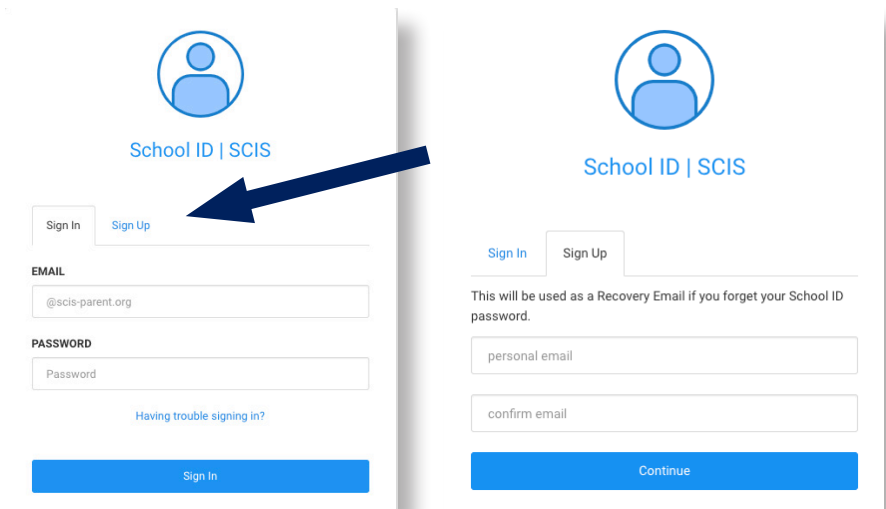 School ID | SCIS
Sign In
Sign Up
EMAIL
@scis-parent.org
PASSWORD
Password
Having trouble signing in?
Sign In
School ID | SCIS
Sign In
Sign Up
This will be used as a Recovery Email if you forget your School ID
password.
personal email
confirm email
Continue